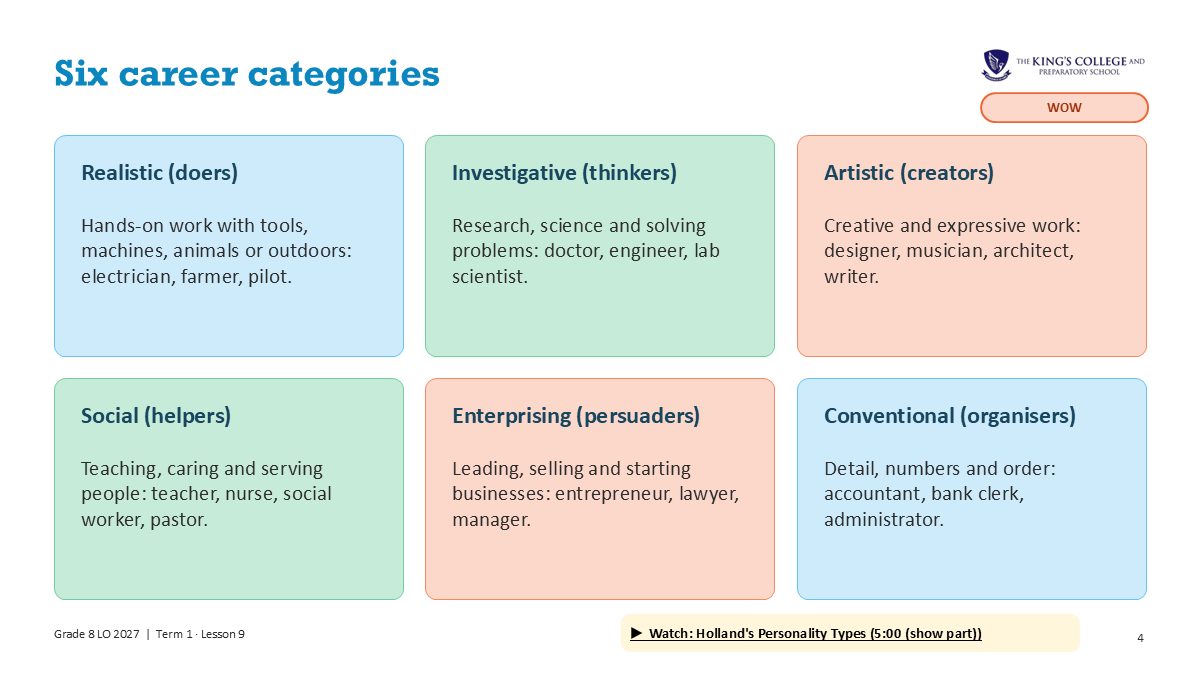 Six career categories
THE KING'S COLLEGE AND
PREPARATORY SCHOOL
WOW
Realistic (doers)
Hands-on work with tools,
machines, animals or outdoors:
electrician, farmer, pilot.
Investigative (thinkers)
Research, science and solving
problems: doctor, engineer, lab
scientist.
Artistic (creators)
Creative and expressive work:
designer, musician, architect,
writer.
Social (helpers)
Teaching, caring and serving
people: teacher, nurse, social
worker, pastor.
Enterprising (persuaders)
Leading, selling and starting
businesses: entrepreneur, lawyer,
manager.
Conventional (organisers)
Detail, numbers and order:
accountant, bank clerk,
administrator.
Grade 8 LO 2027 | Term 1 · Lesson 9
▶ Watch: Holland's Personality Types (5:00 (show part))
4